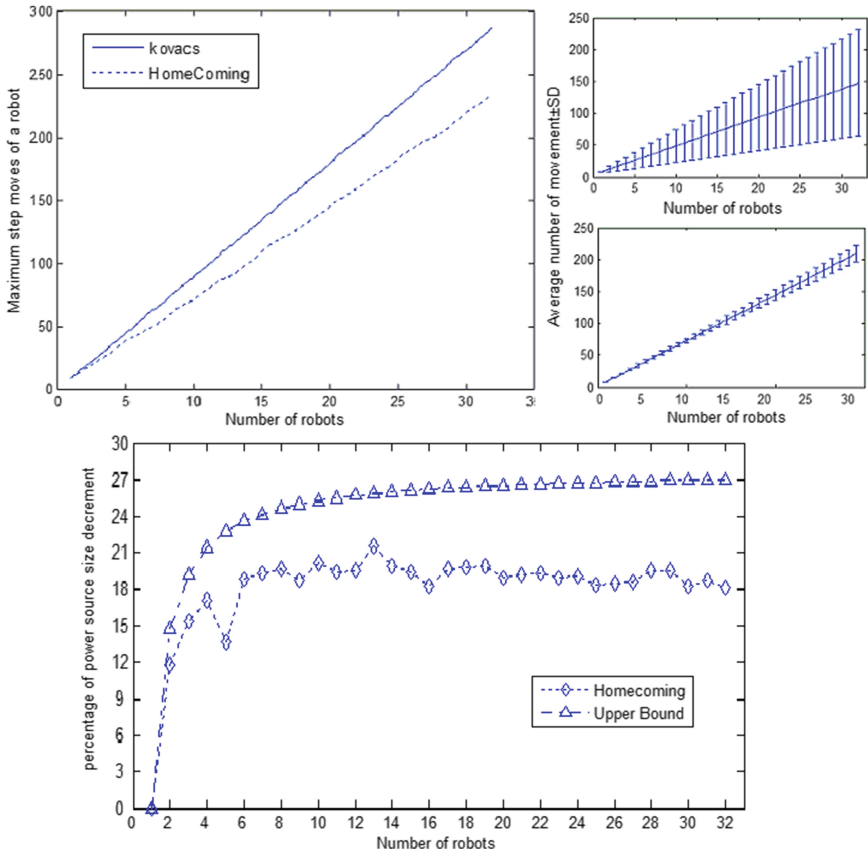 300
250
200
150
100
50
0
kovacs
HomeComing
Maximum step moves of a robot
0 5 10 15 20 25 30 35
Number of robots
Average number of movement±SD
250
200
150
100
50
0
0 5 10 15 20 25 30
Number of robots
250
200
150
100
50
0
0 5 10 15 20 25 30
Number of robots
percentage of power source size decrement
30
27
24
21
18
15
12
9
6
3
0
Homecoming
Upper Bound
0 2 4 6 8 10 12 14 16 18 20 22 24 26 28 30 32
Number of robots